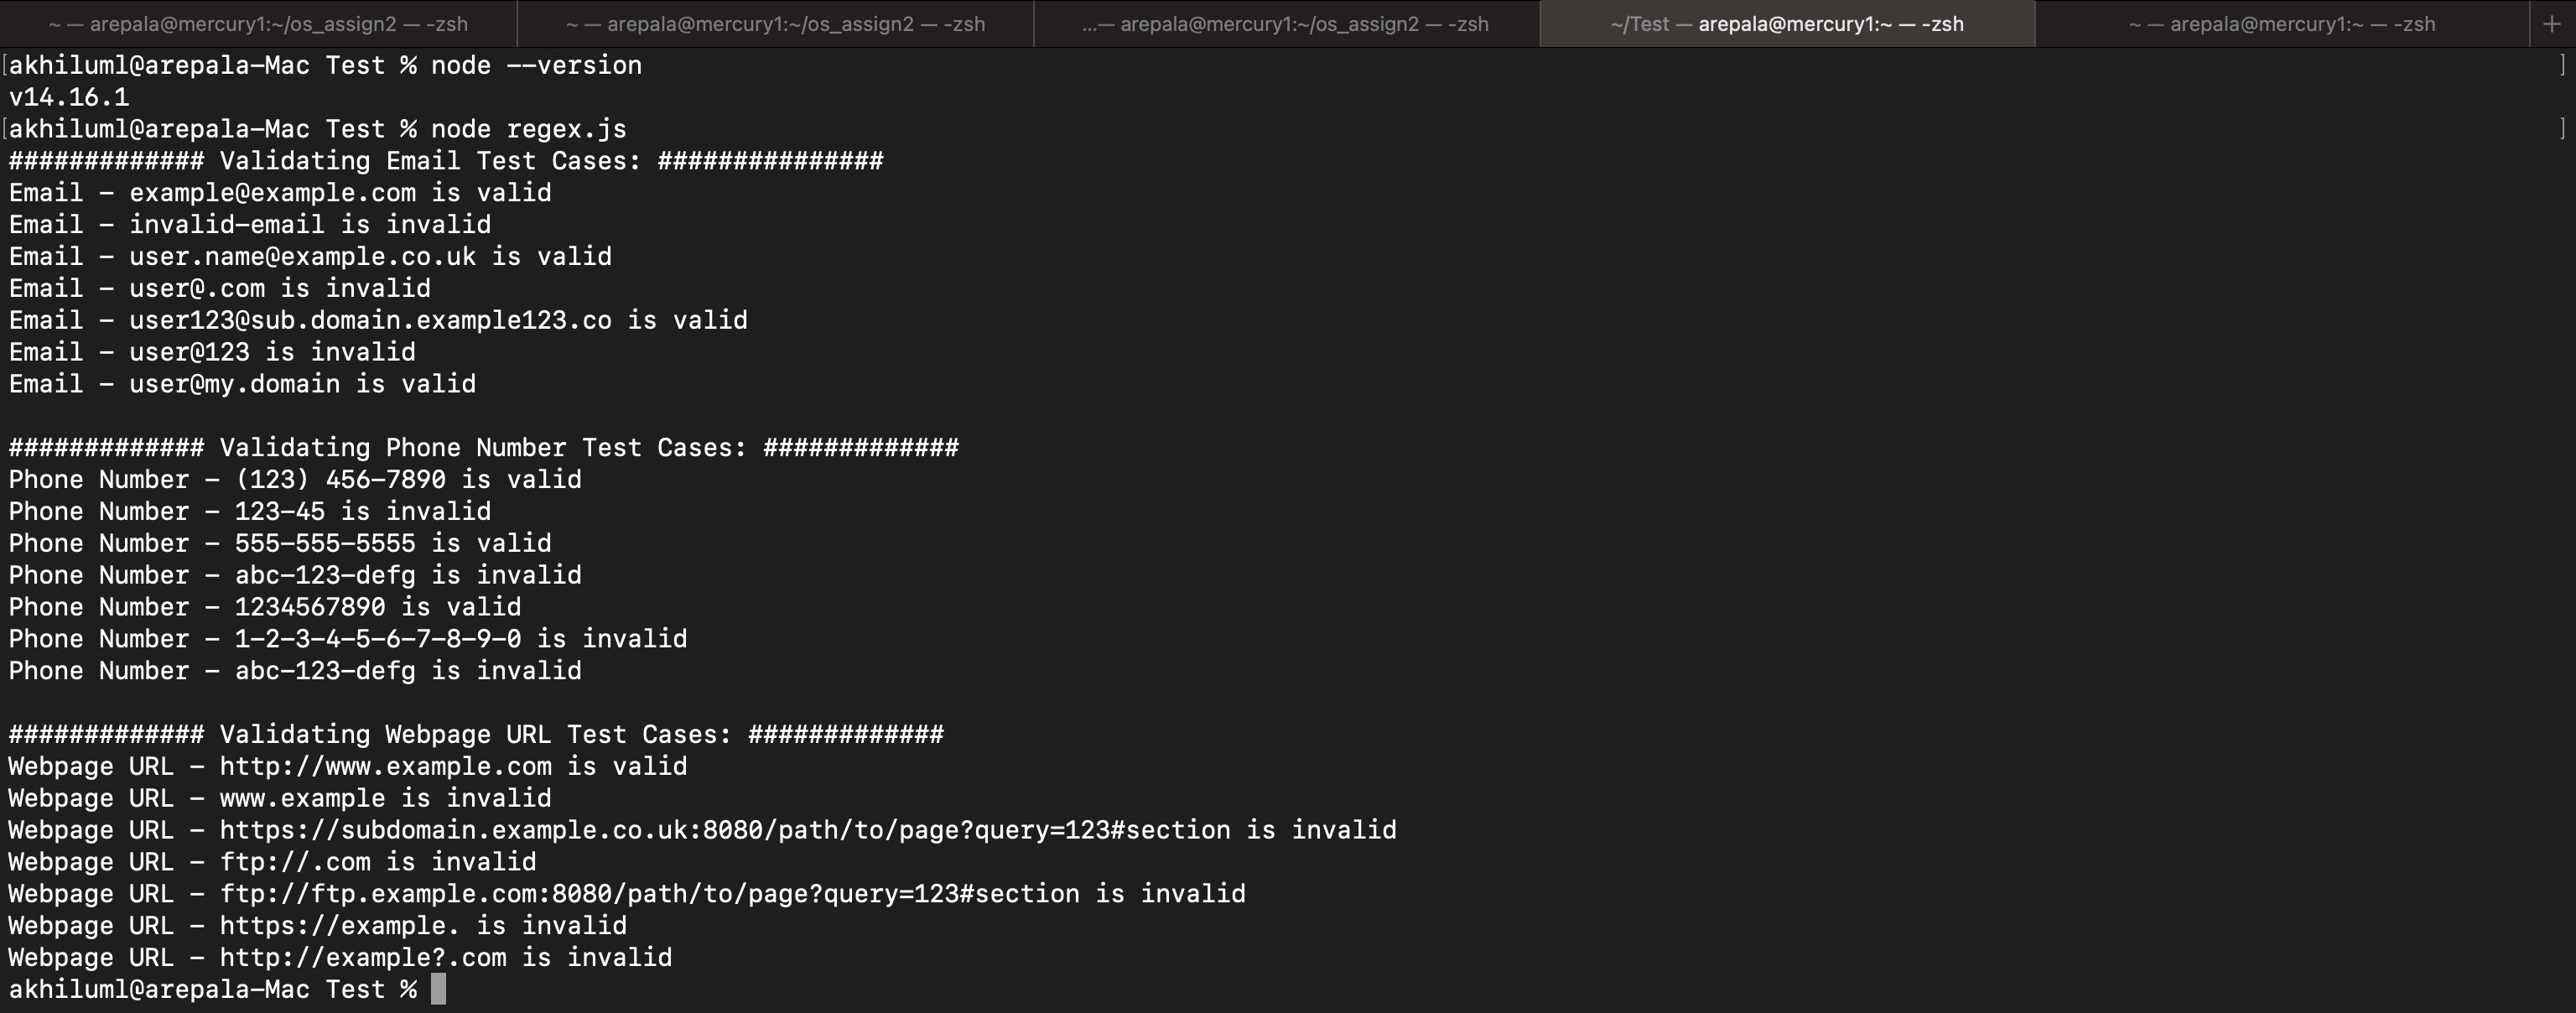 ~ — arepala@mercury1:~/os_assign2 — -zsh
~ — arepala@mercury1:~/os_assign2 — -zsh
...— arepala@mercury1:~/os_assign2 — -zsh
~/Test — arepala@mercury1:~ — -zsh
~ — arepala@mercury1:~ — -zsh
+
[akhiluml@arepala-Mac Test % node --version ]
v14.16.1
[akhiluml@arepala-Mac Test % node regex.js ]
############# Validating Email Test Cases: ###############
Email - example@example.com is valid
Email - invalid-email is invalid
Email - user.name@example.co.uk is valid
Email - user@.com is invalid
Email - user123@sub.domain.example123.co is valid
Email - user@123 is invalid
Email - user@my.domain is valid
############# Validating Phone Number Test Cases: #############
Phone Number - (123) 456-7890 is valid
Phone Number - 123-45 is invalid
Phone Number - 555-555-5555 is valid
Phone Number - abc-123-defg is invalid
Phone Number - 1234567890 is valid
Phone Number - 1-2-3-4-5-6-7-8-9-0 is invalid
Phone Number - abc-123-defg is invalid
############# Validating Webpage URL Test Cases: #############
Webpage URL - http://www.example.com is valid
Webpage URL - www.example is invalid
Webpage URL - https://subdomain.example.co.uk:8080/path/to/page?query=123#section is invalid
Webpage URL - ftp://.com is invalid
Webpage URL - ftp://ftp.example.com:8080/path/to/page?query=123#section is invalid
Webpage URL - https://example. is invalid
Webpage URL - http://example?.com is invalid
akhiluml@arepala-Mac Test %